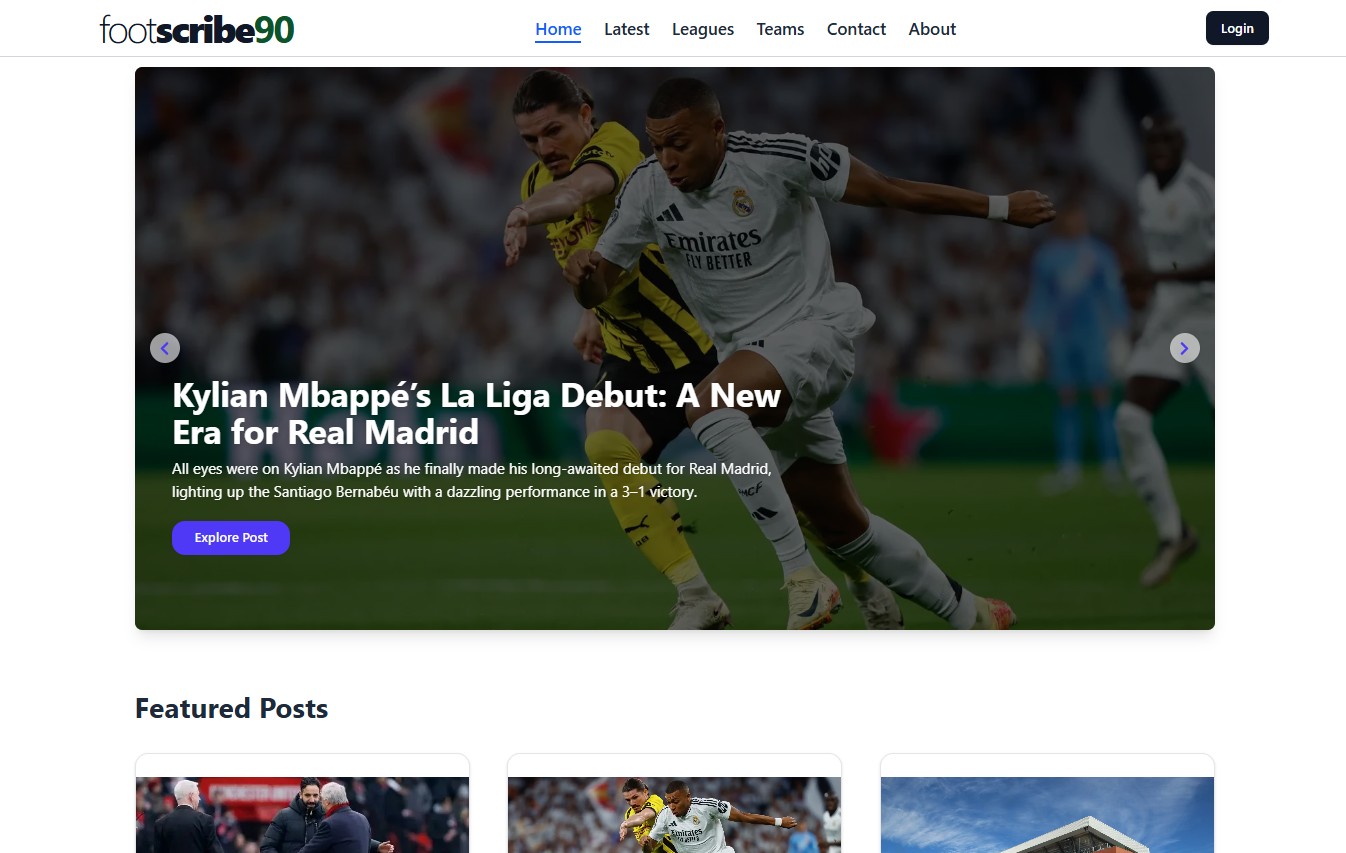 footscribe90
Home Latest Leagues Teams Contact About
Login
Emirates
FLY BETTER
Kylian Mbappé’s La Liga Debut: A New
Era for Real Madrid
All eyes were on Kylian Mbappé as he finally made his long-awaited debut for Real Madrid,
lighting up the Santiago Bernabéu with a dazzling performance in a 3–1 victory.
Explore Post
Featured Posts
Emirates